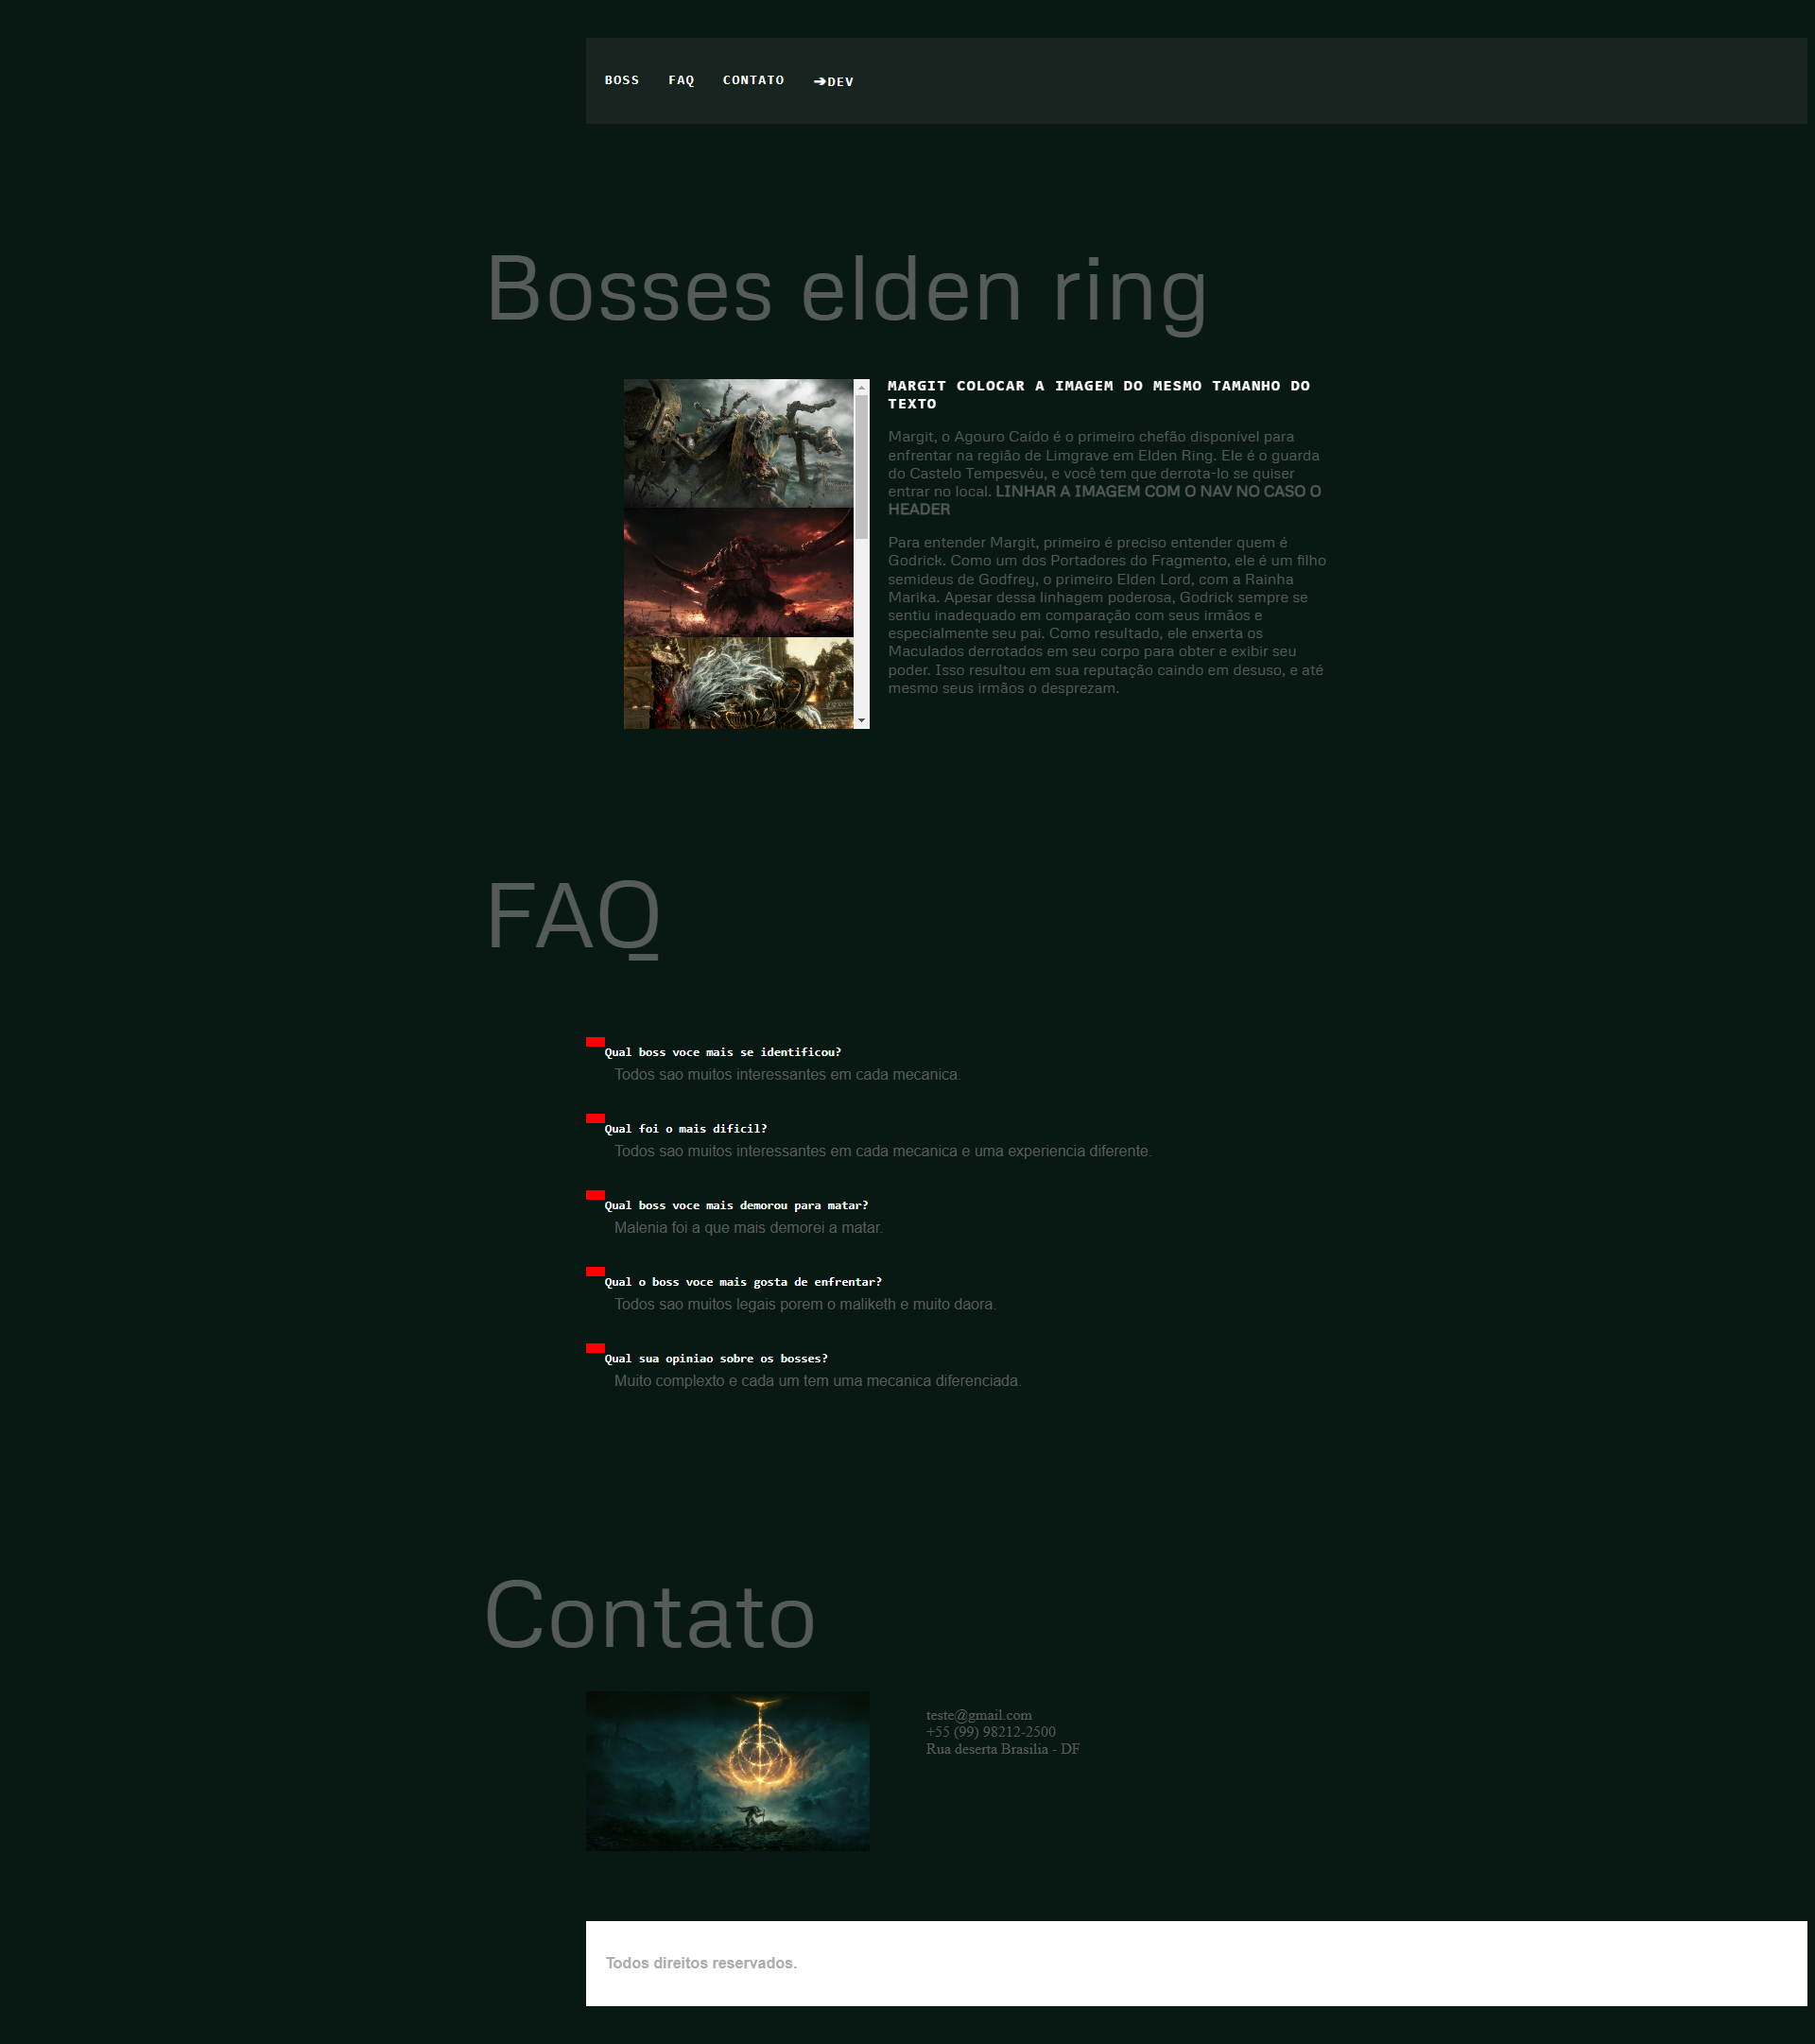 BOSS FAQ CONTATO ➔DEV
Bosses elden ring
MARGIT COLOCAR A IMAGEM DO MESMO TAMANHO DO
TEXTO
Margit, o Agouro Caído é o primeiro chefão disponível para
enfrentar na região de Limgrave em Elden Ring. Ele é o guarda
do Castelo Tempesvéu, e você tem que derrota-lo se quiser
entrar no local. LINHAR A IMAGEM COM O NAV NO CASO O
HEADER
Para entender Margit, primeiro é preciso entender quem é
Godrick. Como um dos Portadores do Fragmento, ele é um filho
semideus de Godfrey, o primeiro Elden Lord, com a Rainha
Marika. Apesar dessa linhagem poderosa, Godrick sempre se
sentiu inadequado em comparação com seus irmãos e
especialmente seu pai. Como resultado, ele enxerta os
Maculados derrotados em seu corpo para obter e exibir seu
poder. Isso resultou em sua reputação caindo em desuso, e até
mesmo seus irmãos o desprezam.
FAQ
Qual boss voce mais se identificou?
Todos sao muitos interessantes em cada mecanica.
Qual foi o mais dificil?
Todos sao muitos interessantes em cada mecanica e uma experiencia diferente.
Qual boss voce mais demorou para matar?
Malenia foi a que mais demorei a matar.
Qual o boss voce mais gosta de enfrentar?
Todos sao muitos legais porem o maliketh e muito daora.
Qual sua opiniao sobre os bosses?
Muito complexto e cada um tem uma mecanica diferenciada.
Contato
teste@gmail.com
+55 (99) 98212-2500
Rua deserta Brasilia - DF
Todos direitos reservados.